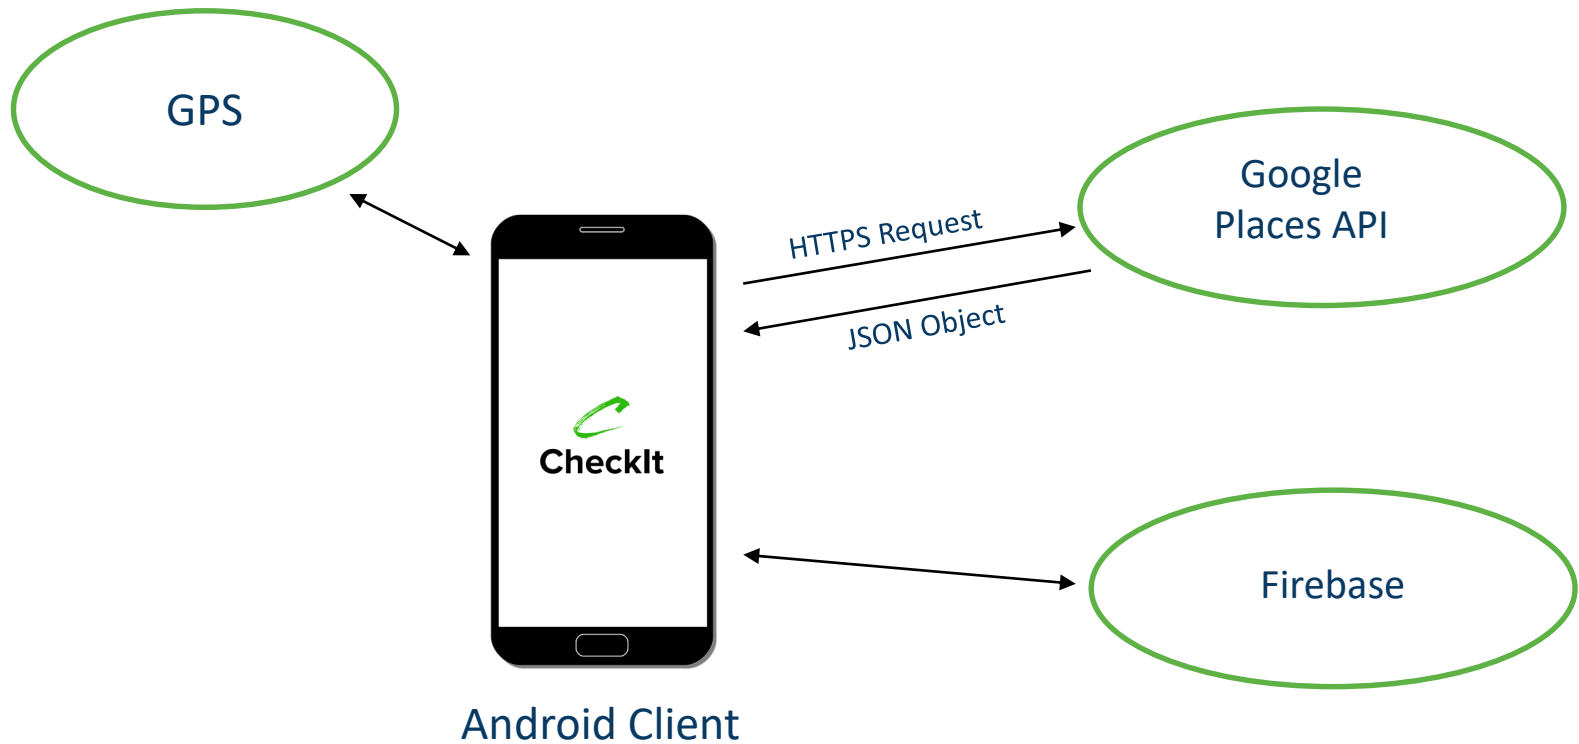 GPS
Google
Places API
HTTPS Request
JSON Object
CheckIt
Firebase
Android Client